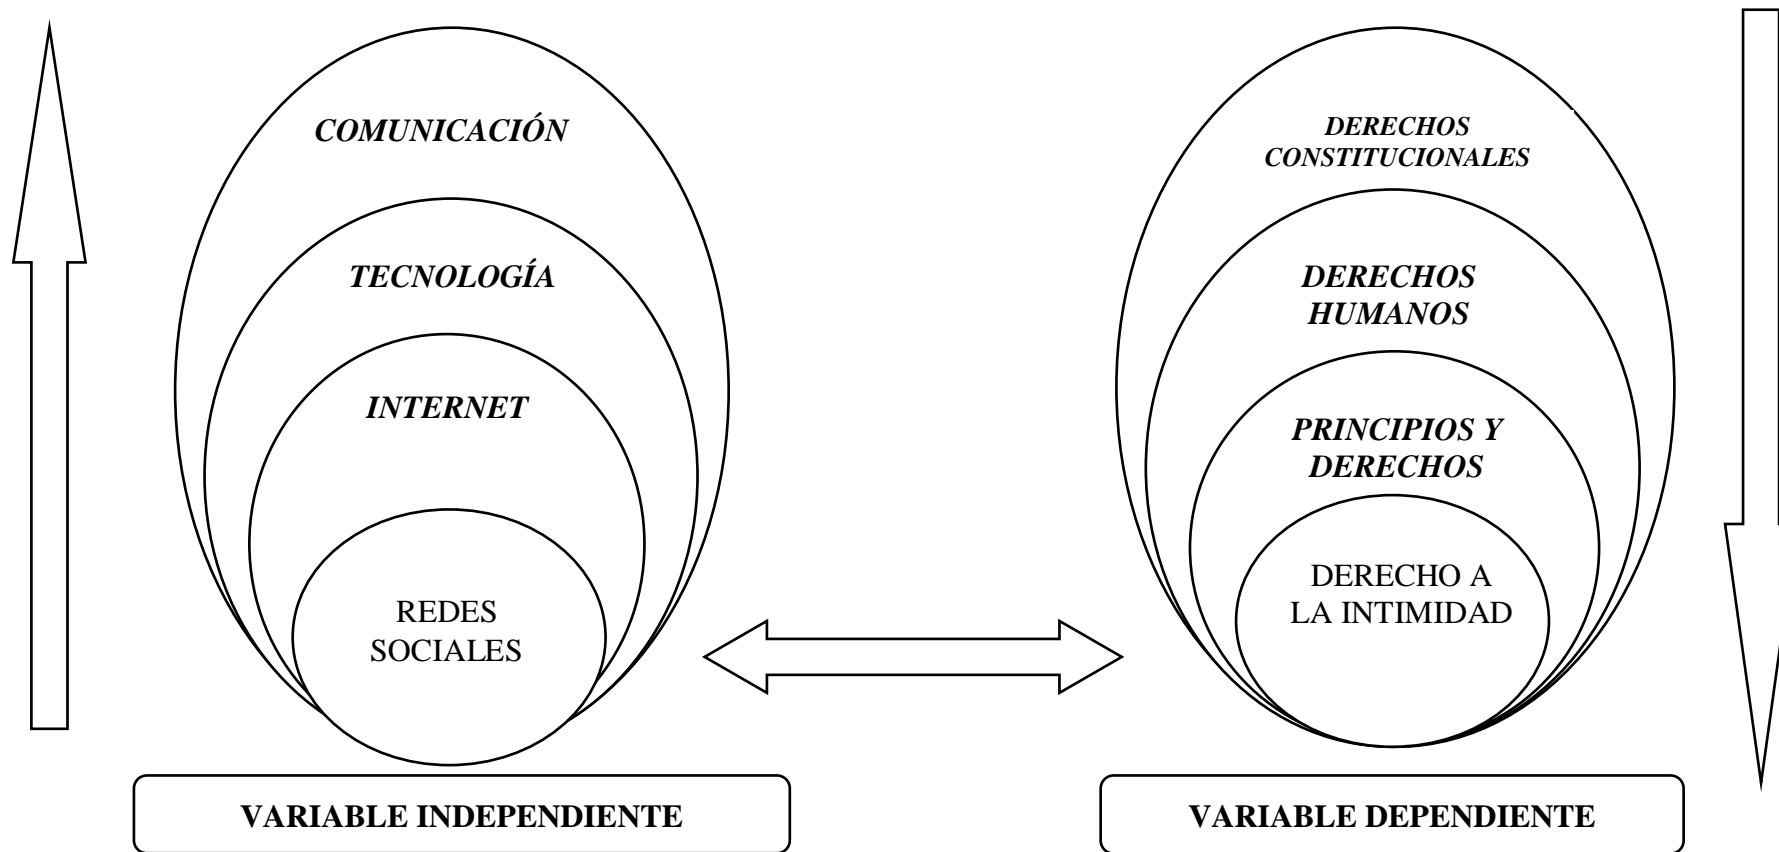 COMUNICACIÓN
TECNOLOGÍA
INTERNET
REDES
SOCIALES
VARIABLE INDEPENDIENTE
DERECHOS
CONSTITUCIONALES
DERECHOS
HUMANOS
PRINCIPIOS Y
DERECHOS
DERECHO A
LA INTIMIDAD
VARIABLE DEPENDIENTE